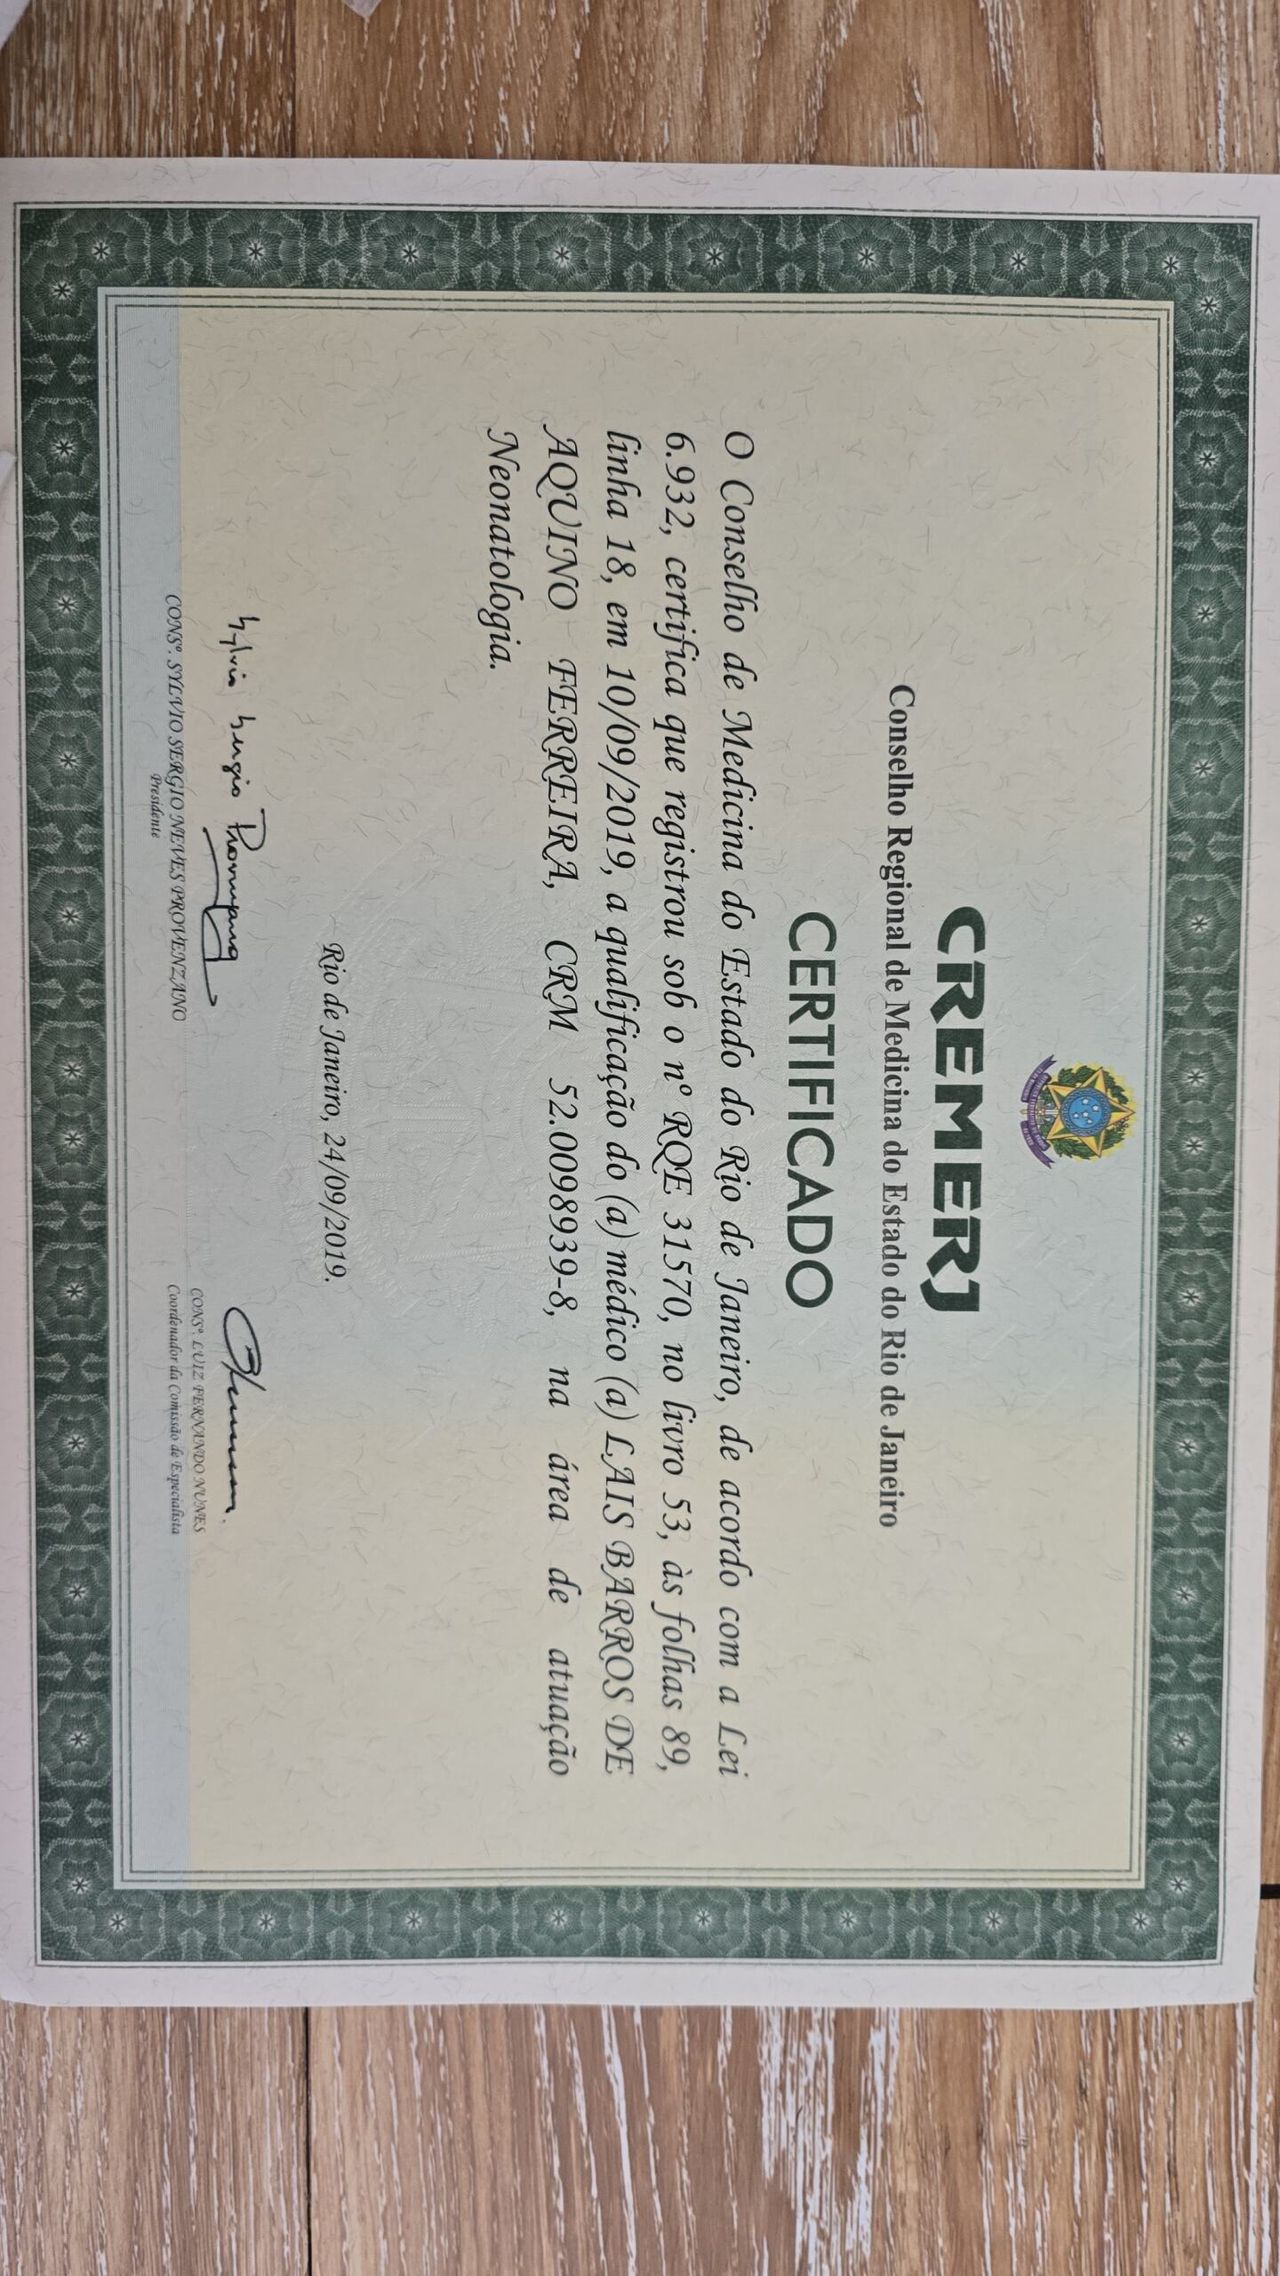 CREMERJ
Conselho Regional de Medicina do Estado do Rio de Janeiro
CERTIFICADO
O Conselho de Medicina do Estado do Rio de Janeiro, de acordo com a Lei
6.932, certifica que registrou sob o nº RQE 31570, no livro 53, às folhas 89,
linha 18, em 10/09/2019, a qualificação do (a) médico (a) LAIS BARROS DE
AQUINO FERREIRA, CRM 52.0098939-8, na área de atuação
Neonatologia.
Rio de Janeiro, 24/09/2019.
Sylvio Sergio
CONSº. SYLVIO SERGIO NEVES PROVENZANO
Presidente
CONSº. LUIZ FERNANDO NUNES
Coordenador da Comissão de Especialista